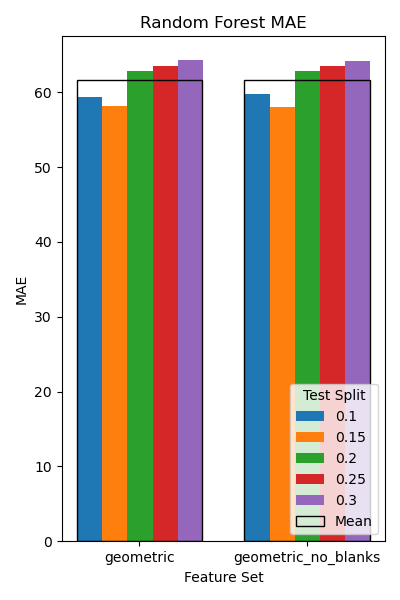 Random Forest MAE
MAE
60
50
40
30
20
10
0
Test Split
0.1
0.15
0.2
0.25
0.3
Mean
geometric
geometric_no_blanks
Feature Set